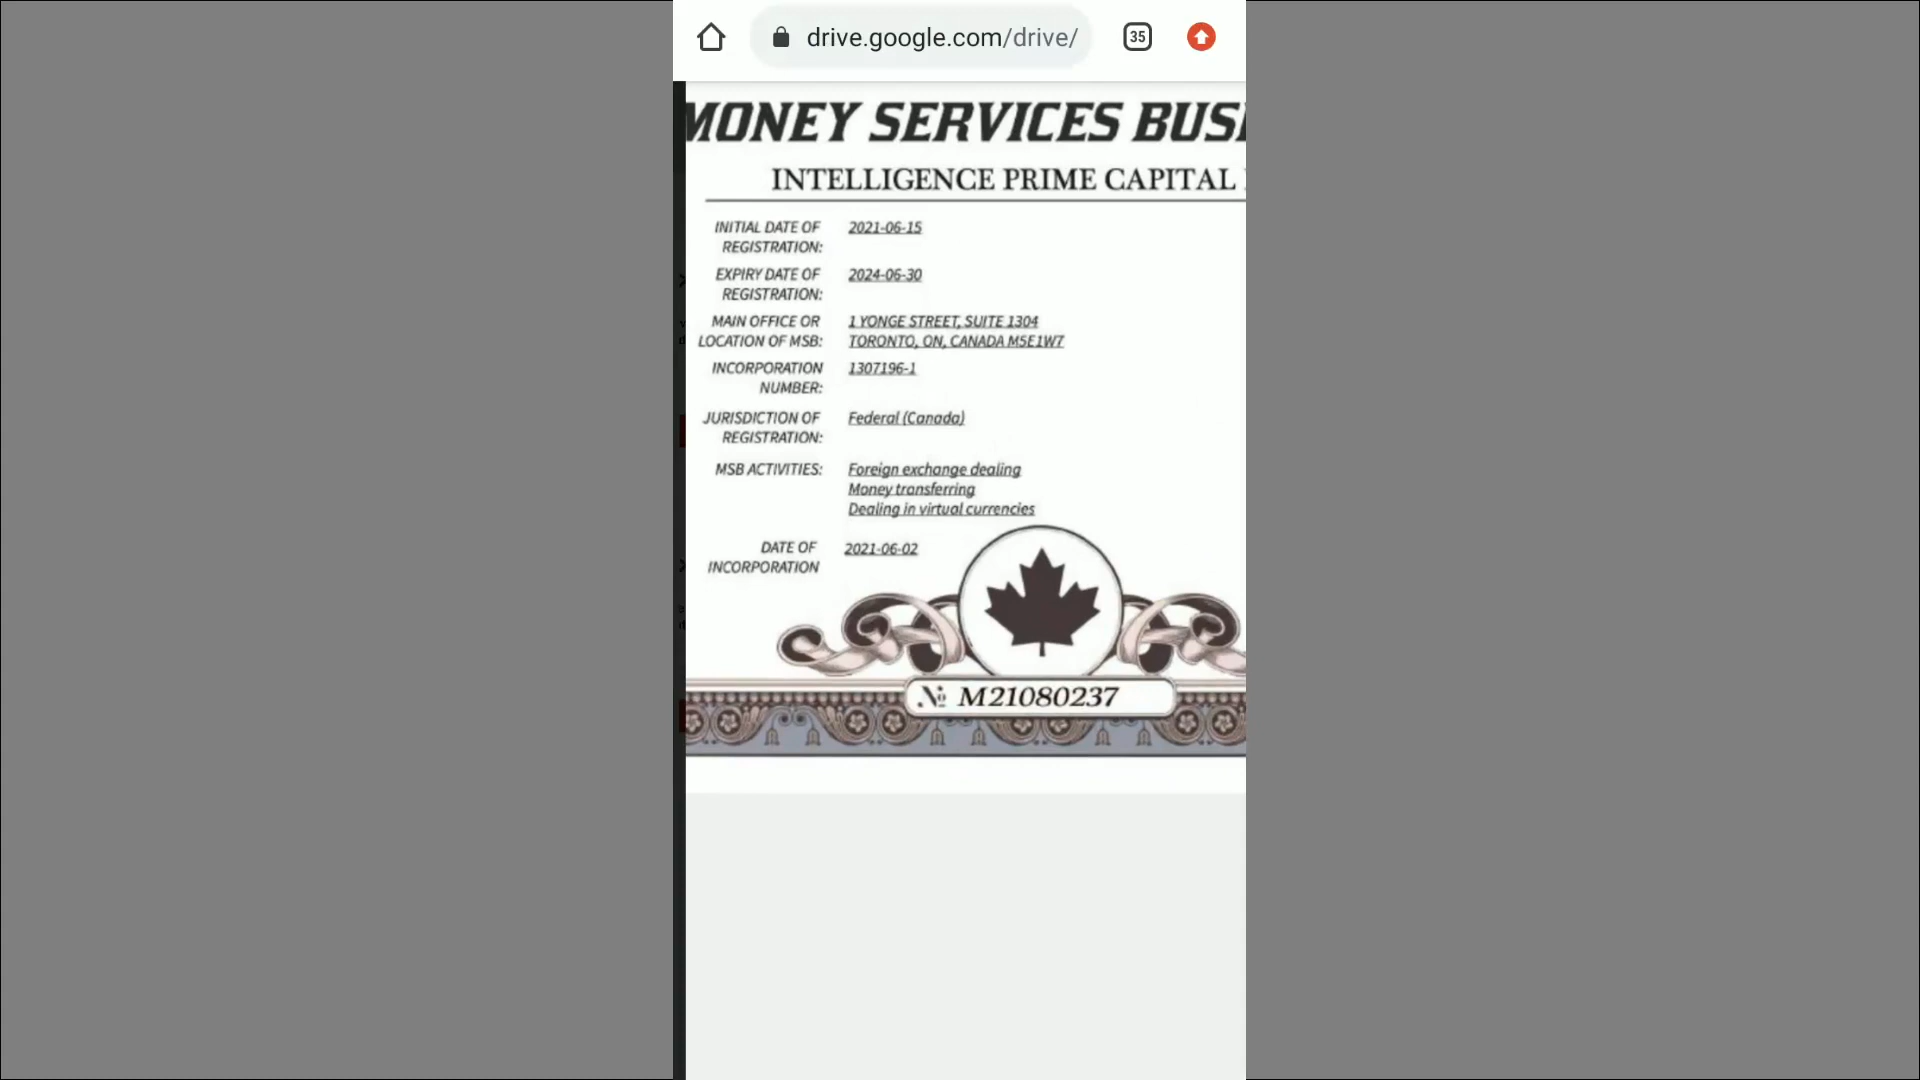 drive.google.com/drive/
35
MONEY SERVICES BUSI
INTELLIGENCE PRIME CAPITAL
INITIAL DATE OF 2021-06-15
REGISTRATION:
EXPIRY DATE OF 2024-06-30
REGISTRATION:
MAIN OFFICE OR 1 YONGE STREET, SUITE 1304
LOCATION OF MSB: TORONTO, ON, CANADA M5E1W7
INCORPORATION 1307196-1
NUMBER:
JURISDICTION OF Federal (Canada)
REGISTRATION:
MSB ACTIVITIES: Foreign exchange dealing
Money transferring
Dealing in virtual currencies
DATE OF 2021-06-02
INCORPORATION
№ M21080237